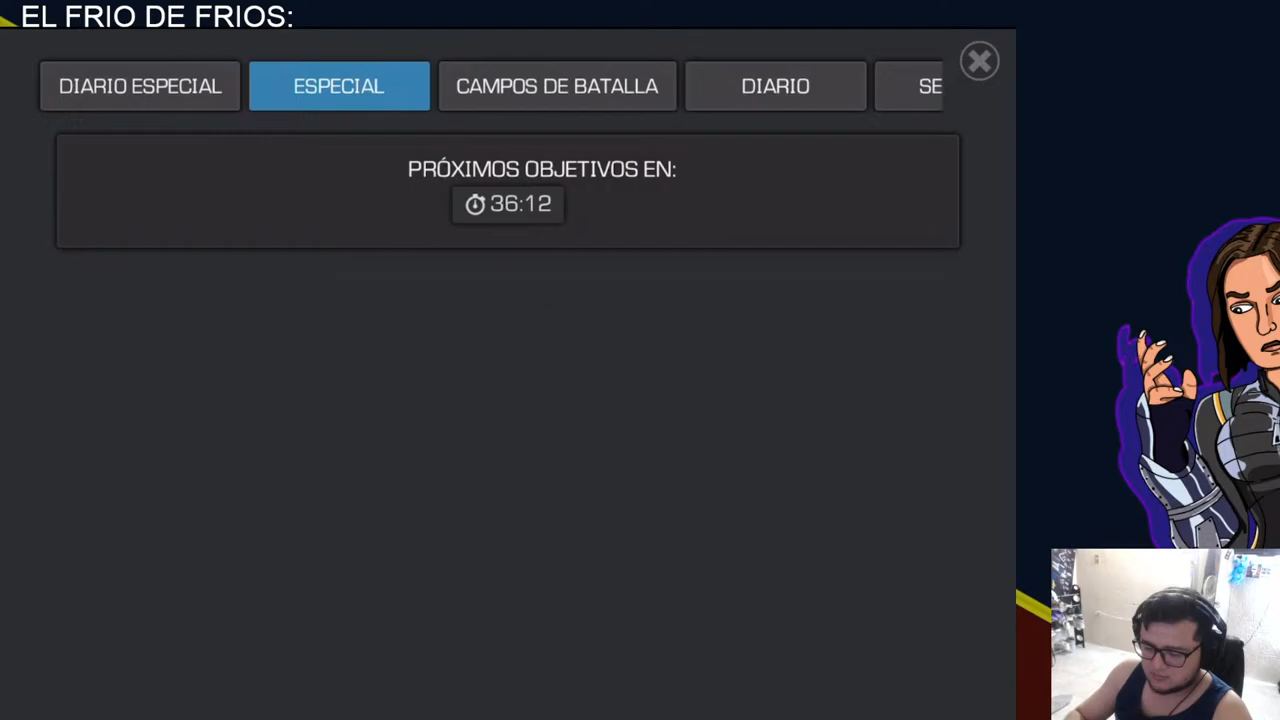 EL FRIO DE FRIOS:
DIARIO ESPECIAL
ESPECIAL
CAMPOS DE BATALLA
DIARIO
SE
PRÓXIMOS OBJETIVOS EN:
36:12